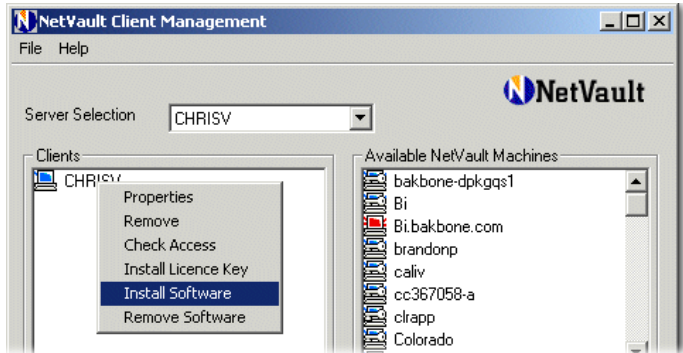 NetVault Client Management
File Help
NetVault
Server Selection CHRISV
Clients
CHRISV
Properties
Remove
Check Access
Install Licence Key
Install Software
Remove Software
Available NetVault Machines
bakbone-dpkgqs1
Bi
Bi.bakbone.com
brandonp
caliv
cc367058-a
clrapp
Colorado